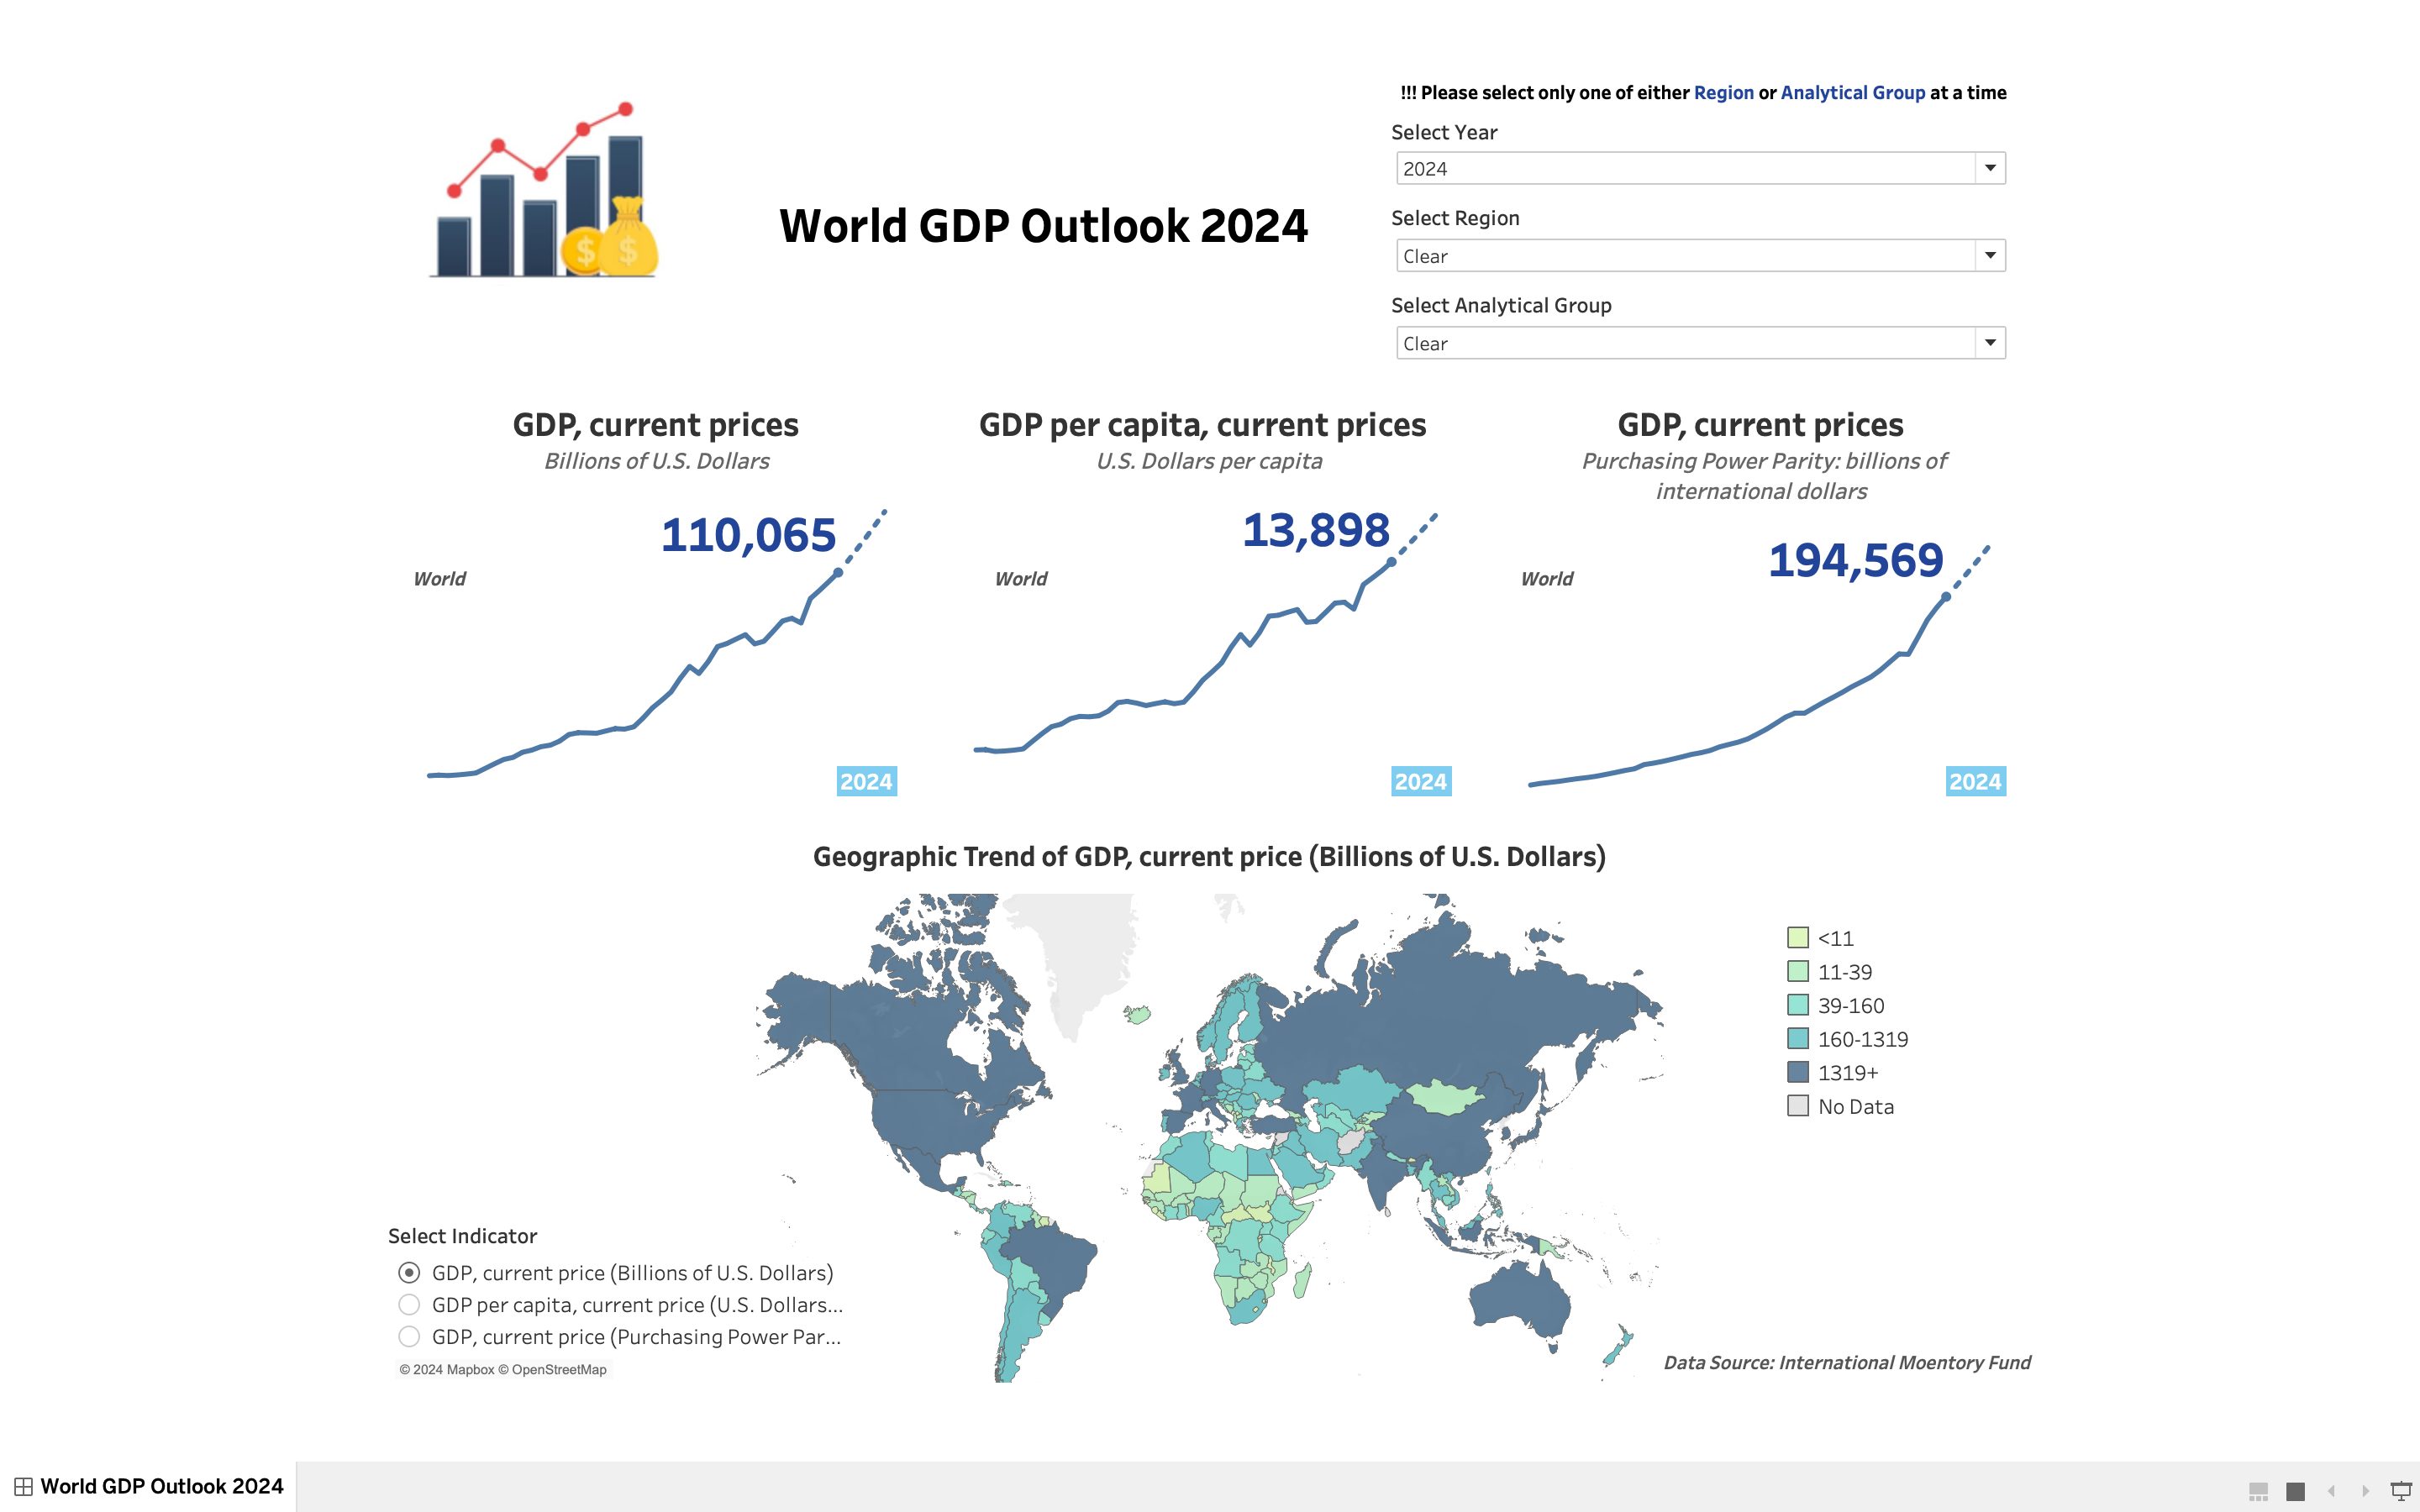 !!! Please select only one of either Region or Analytical Group at a time
Select Year
2024
World GDP Outlook 2024
Select Region
Clear
Select Analytical Group
Clear
$ $
GDP, current prices
Billions of U.S. Dollars
110,065
World
2024
GDP per capita, current prices
U.S. Dollars per capita
13,898
World
2024
GDP, current prices
Purchasing Power Parity: billions of
international dollars
194,569
World
2024
Geographic Trend of GDP, current price (Billions of U.S. Dollars)
<11
11-39
39-160
160-1319
1319+
No Data
Select Indicator
GDP, current price (Billions of U.S. Dollars)
GDP per capita, current price (U.S. Dollars...
GDP, current price (Purchasing Power Par...
© 2024 Mapbox © OpenStreetMap
Data Source: International Moentory Fund
World GDP Outlook 2024